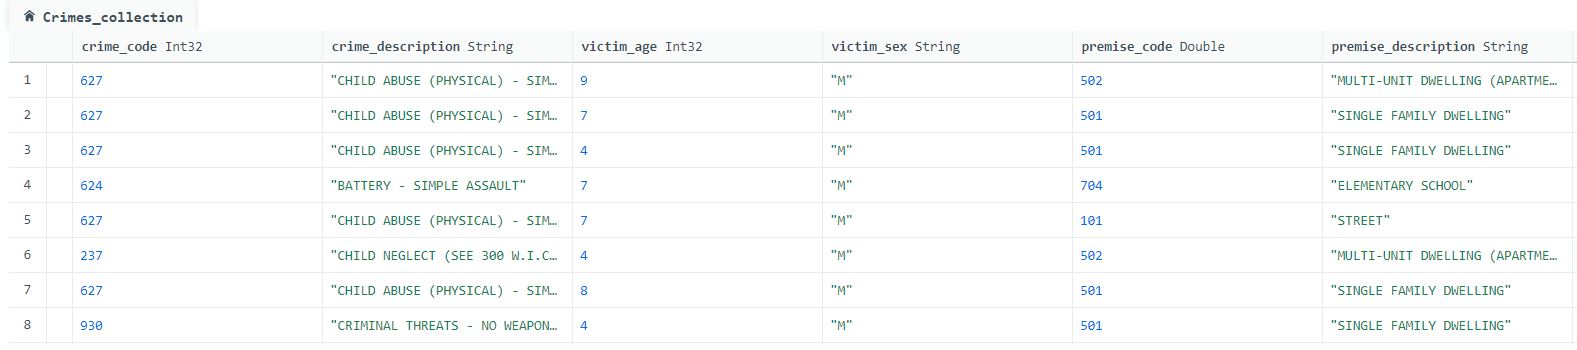 Crimes_collection
crime_code Int32 crime_description String victim_age Int32 victim_sex String premise_code Double premise_description String
1 627 "CHILD ABUSE (PHYSICAL) - SIM… 9 "M" 502 "MULTI-UNIT DWELLING (APARTME…
2 627 "CHILD ABUSE (PHYSICAL) - SIM… 7 "M" 501 "SINGLE FAMILY DWELLING"
3 627 "CHILD ABUSE (PHYSICAL) - SIM… 4 "M" 501 "SINGLE FAMILY DWELLING"
4 624 "BATTERY - SIMPLE ASSAULT" 7 "M" 704 "ELEMENTARY SCHOOL"
5 627 "CHILD ABUSE (PHYSICAL) - SIM… 7 "M" 101 "STREET"
6 237 "CHILD NEGLECT (SEE 300 W.I.C… 4 "M" 502 "MULTI-UNIT DWELLING (APARTME…
7 627 "CHILD ABUSE (PHYSICAL) - SIM… 8 "M" 501 "SINGLE FAMILY DWELLING"
8 930 "CRIMINAL THREATS - NO WEAPON… 4 "M" 501 "SINGLE FAMILY DWELLING"